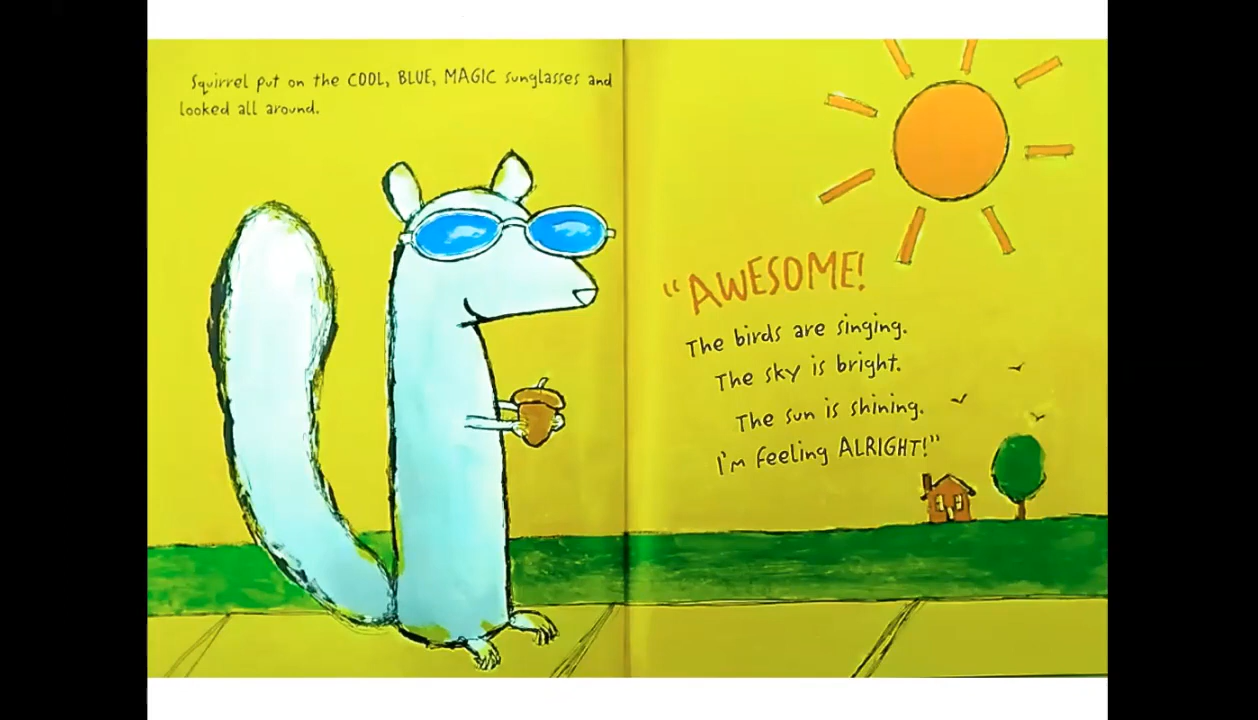 Squirrel put on the COOL, BLUE, MAGIC sunglasses and
looked all around.
"AWESOME!
The birds are singing.
The sky is bright.
The sun is shining.
I'm feeling ALRIGHT!"